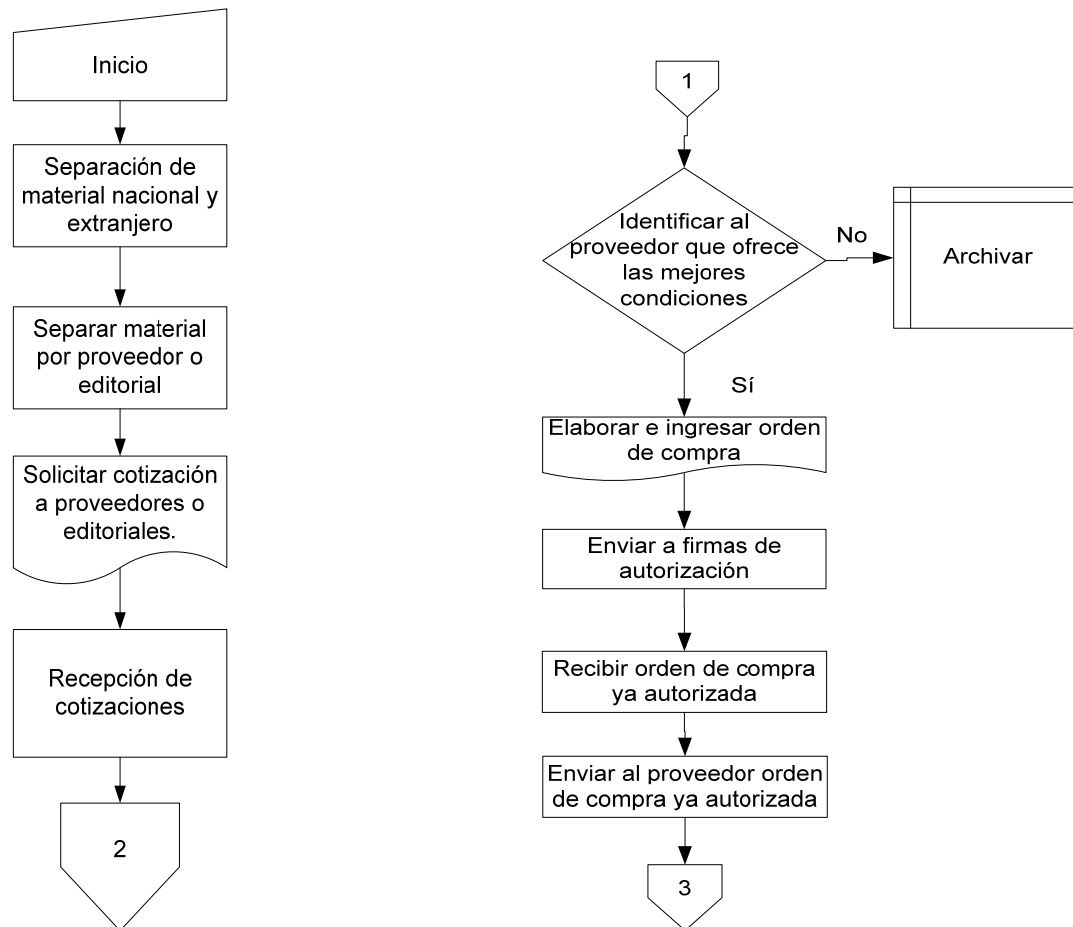 Inicio
Separación de
material nacional y
extranjero
Separar material
por proveedor o
editorial
Solicitar cotización
a proveedores o
editoriales.
Recepción de
cotizaciones
2
1
Identificar al
proveedor que ofrece
las mejores
condiciones
No
Archivar
Sí
Elaborar e ingresar orden
de compra
Enviar a firmas de
autorización
Recibir orden de compra
ya autorizada
Enviar al proveedor orden
de compra ya autorizada
3